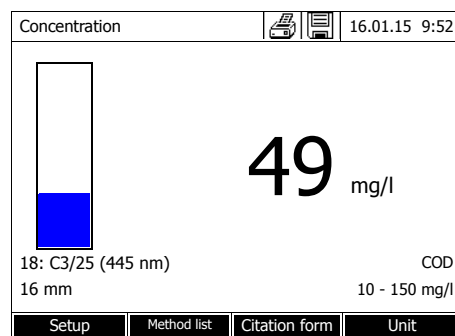 Concentration 16.01.15 9:52
49 mg/l
18: C3/25 (445 nm) COD
16 mm 10 - 150 mg/l
Setup Method list Citation form Unit